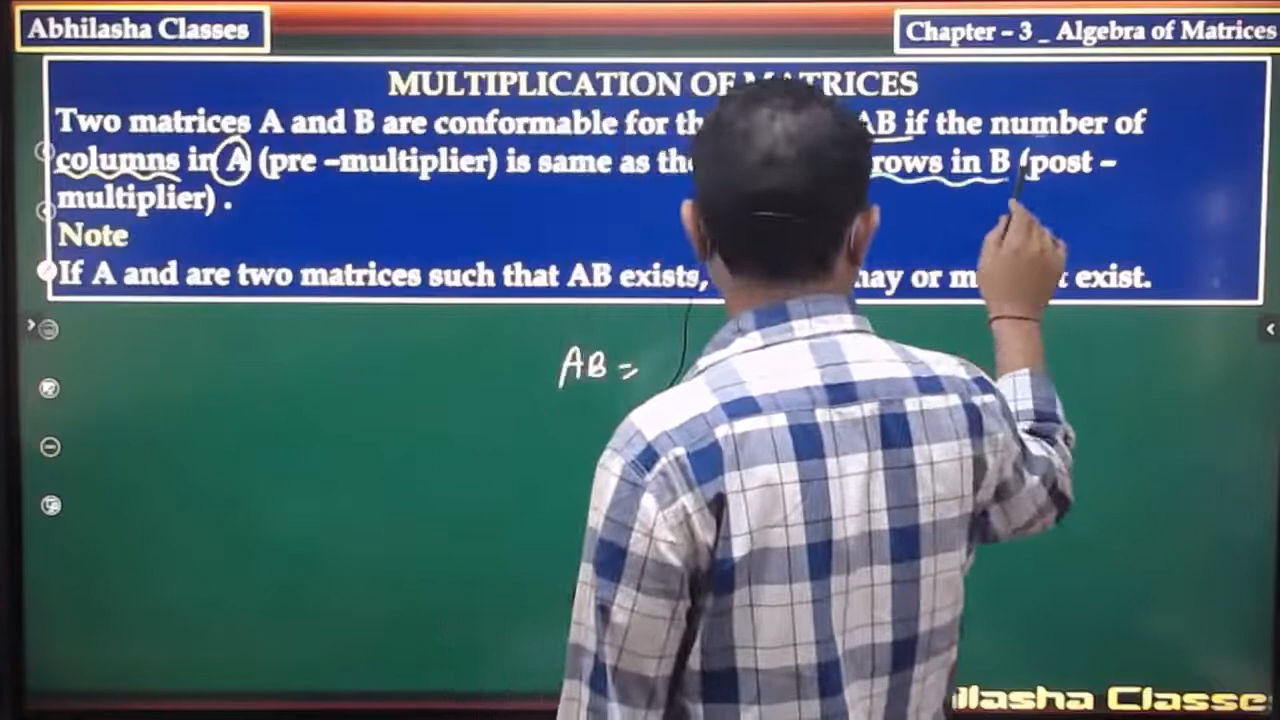 Abhilasha Classes
Chapter – 3 _ Algebra of Matrices
MULTIPLICATION OF MATRICES
Two matrices A and B are conformable for AB if the number of
columns in A (pre –multiplier) is same as rows in B (post –
multiplier) .
Note
If A and are two matrices such that AB exists, may or exist.
AB =